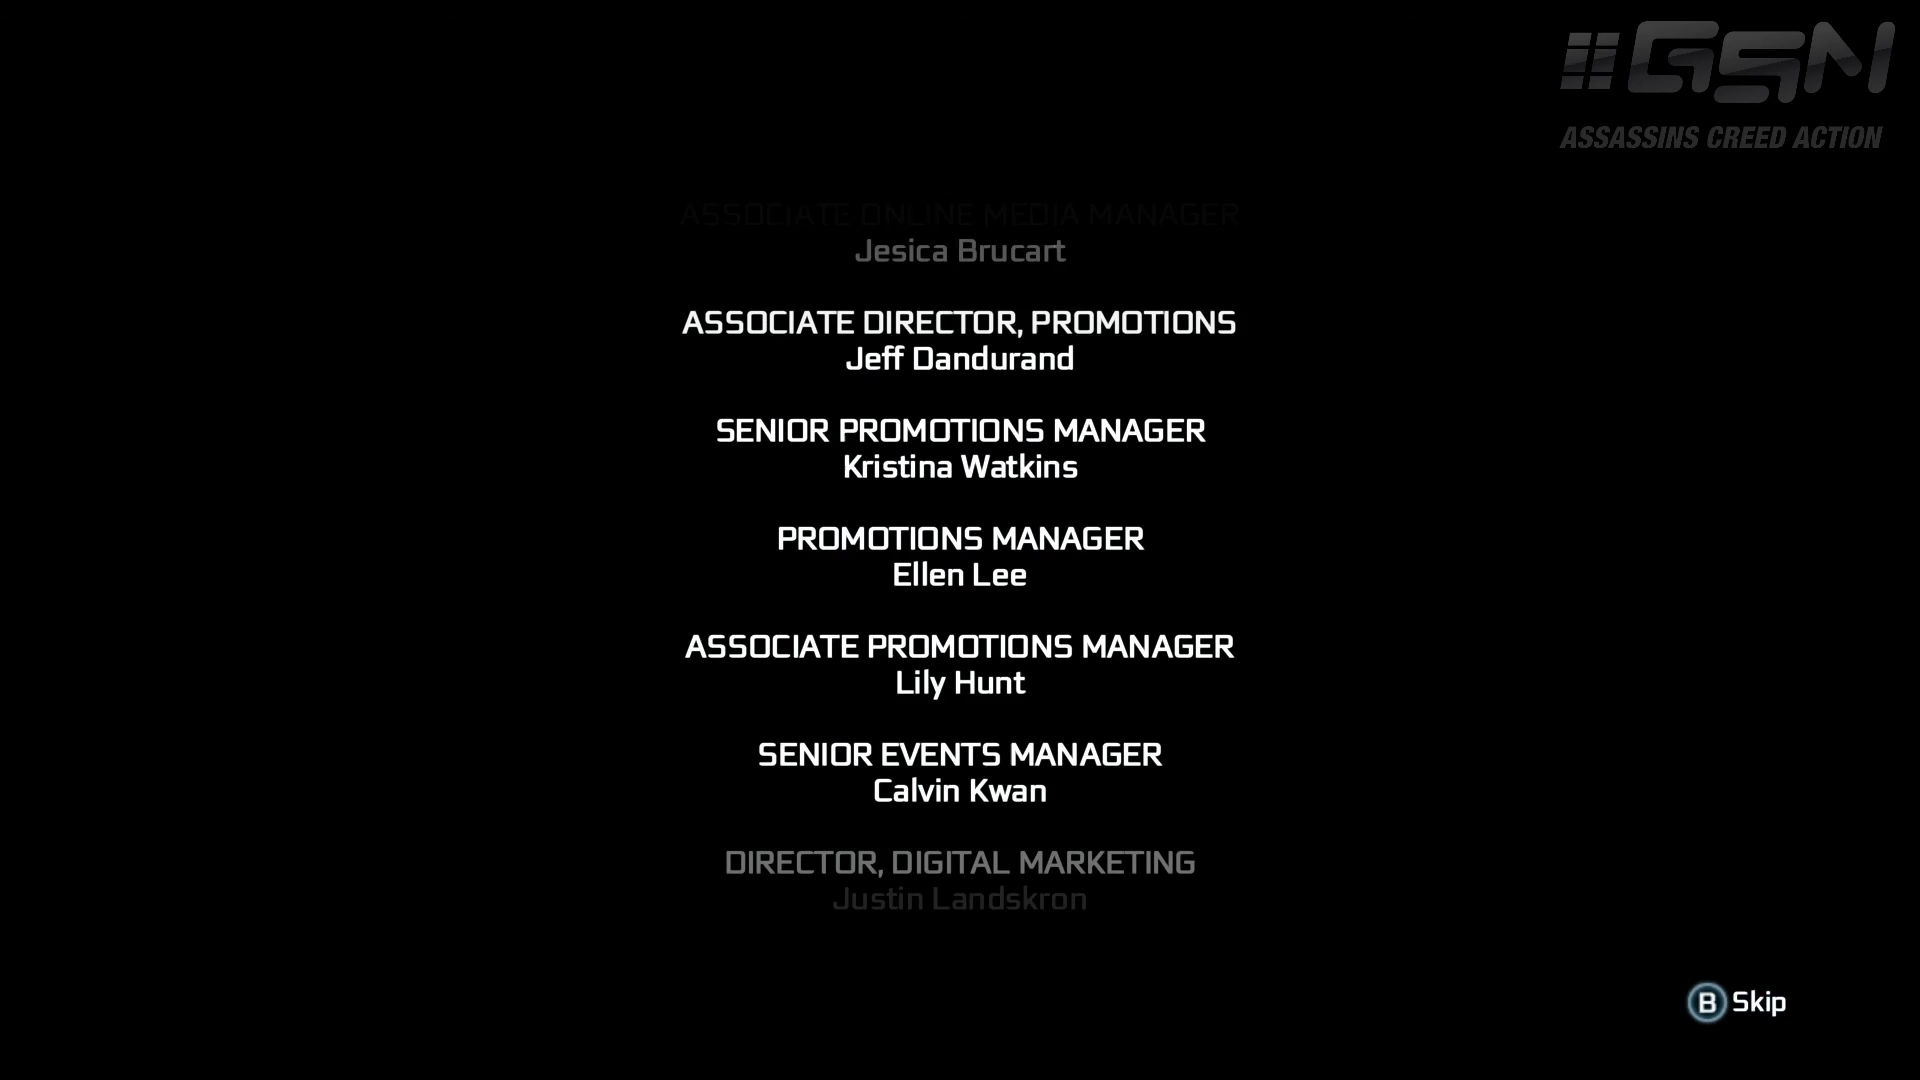 GSN
ASSASSINS CREED ACTION
ASSOCIATE ONLINE MEDIA MANAGER
Jesica Brucart
ASSOCIATE DIRECTOR, PROMOTIONS
Jeff Dandurand
SENIOR PROMOTIONS MANAGER
Kristina Watkins
PROMOTIONS MANAGER
Ellen Lee
ASSOCIATE PROMOTIONS MANAGER
Lily Hunt
SENIOR EVENTS MANAGER
Calvin Kwan
DIRECTOR, DIGITAL MARKETING
Justin Landskron
B Skip